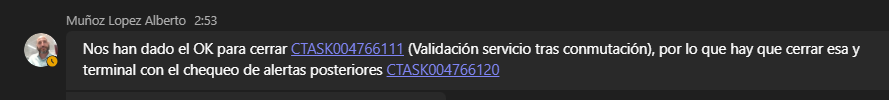 Muñoz Lopez Alberto 2:53
Nos han dado el OK para cerrar CTASK004766111 (Validación servicio tras conmutación), por lo que hay que cerrar esa y
terminal con el chequeo de alertas posteriores CTASK004766120